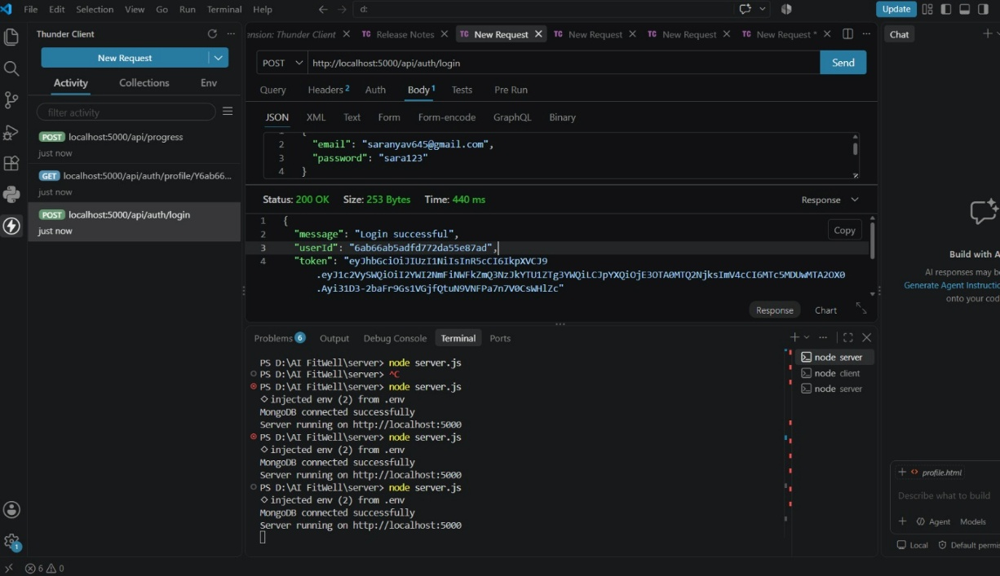 File Edit Selection View Go Run Terminal Help
d:
Update
Thunder Client
New Request
Activity Collections Env
filter activity
POST localhost:5000/api/progress
just now
GET localhost:5000/api/auth/profile/Y6ab66...
just now
POST localhost:5000/api/auth/login
just now
ension: Thunder Client TC Release Notes TC New Request TC New Request TC New Request TC New Request *
POST http://localhost:5000/api/auth/login Send
Query Headers 2 Auth Body 1 Tests Pre Run
JSON XML Text Form Form-encode GraphQL Binary
2 "email": "saranyav645@gmail.com",
3 "password": "sara123"
4 }
Status: 200 OK Size: 253 Bytes Time: 440 ms Response
1 {
2 "message": "Login successful",
Copy
3 "userId": "6ab66ab5adfd772da55e87ad",
4 "token": "eyJhbGciOiJIUzI1NiIsInR5cCI6IkpXVCJ9
.eyJ1c2VySWQiOiI2YWI2NmFiNWFkZmQ3NzJkYTU1ZTg3YWQiLCJpYXQiOjE3OTA0MTQ2NjksImV4cCI6MTc5MDUwMTA2OX0
.Ayi31D3-2baFr9Gs1VGjfQtuN9VNFPa7n7V0CsWHlZc"
Response Chart
Problems 6 Output Debug Console Terminal Ports
PS D:\AI FitWell\server> node server.js
PS D:\AI FitWell\server> ^C
PS D:\AI FitWell\server> node server.js
injected env (2) from .env
MongoDB connected successfully
Server running on http://localhost:5000
PS D:\AI FitWell\server> node server.js
injected env (2) from .env
MongoDB connected successfully
Server running on http://localhost:5000
PS D:\AI FitWell\server> node server.js
injected env (2) from .env
MongoDB connected successfully
Server running on http://localhost:5000
node server
node client
node server
Chat
Build with A
AI responses may be
Generate Agent Instructio
onto your cod
profile.html
Describe what to build
Agent Models
Local Default permis
1
6 0